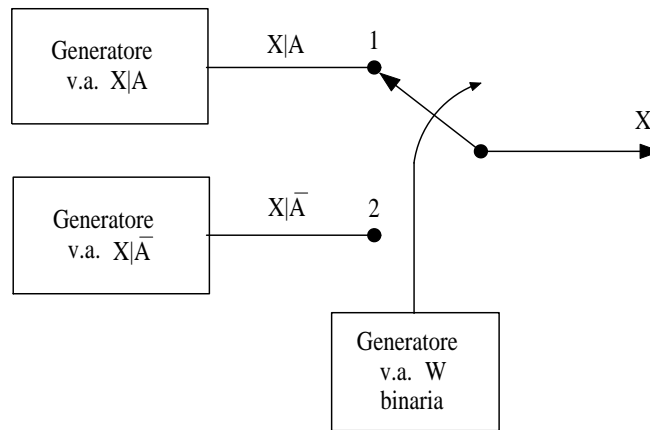 Generatore
v.a. X|A
X|A
1
X
Generatore
v.a. X|A̅
X|A̅
2
Generatore
v.a. W
binaria